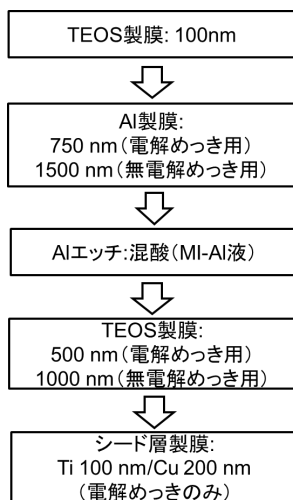 TEOS製膜: 100nm
Al製膜:
750 nm（電解めっき用）
1500 nm（無電解めっき用）
Alエッチ:混酸（MI-Al液）
TEOS製膜:
500 nm（電解めっき用）
1000 nm（無電解めっき用）
シード層製膜:
Ti 100 nm/Cu 200 nm
（電解めっきのみ）